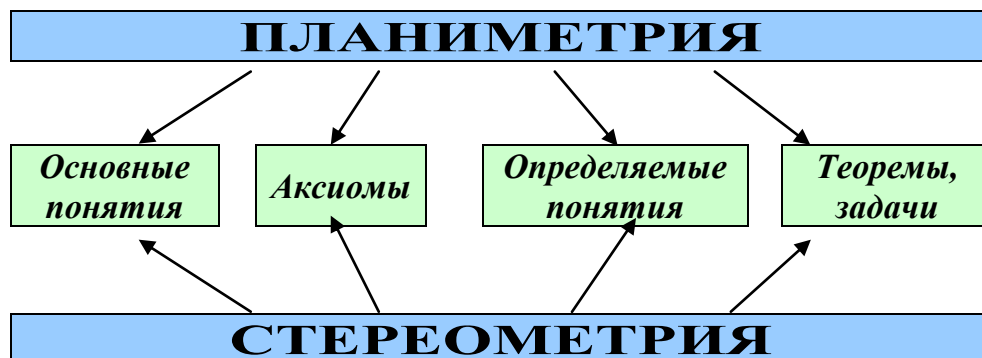 ПЛАНИМЕТРИЯ
Основные
понятия
Аксиомы
Определяемые
понятия
Теоремы,
задачи
СТЕРЕОМЕТРИЯ